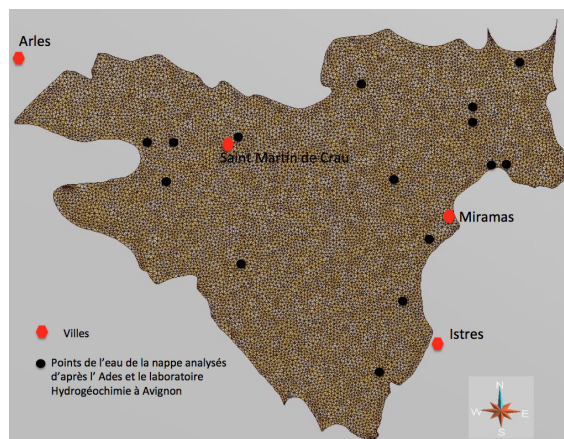 Arles
Saint Martin de Crau
Miramas
Istres
Villes
Points de l'eau de la nappe analysés
d'après l' Ades et le laboratoire
Hydrogéochimie à Avignon
N
W E
S